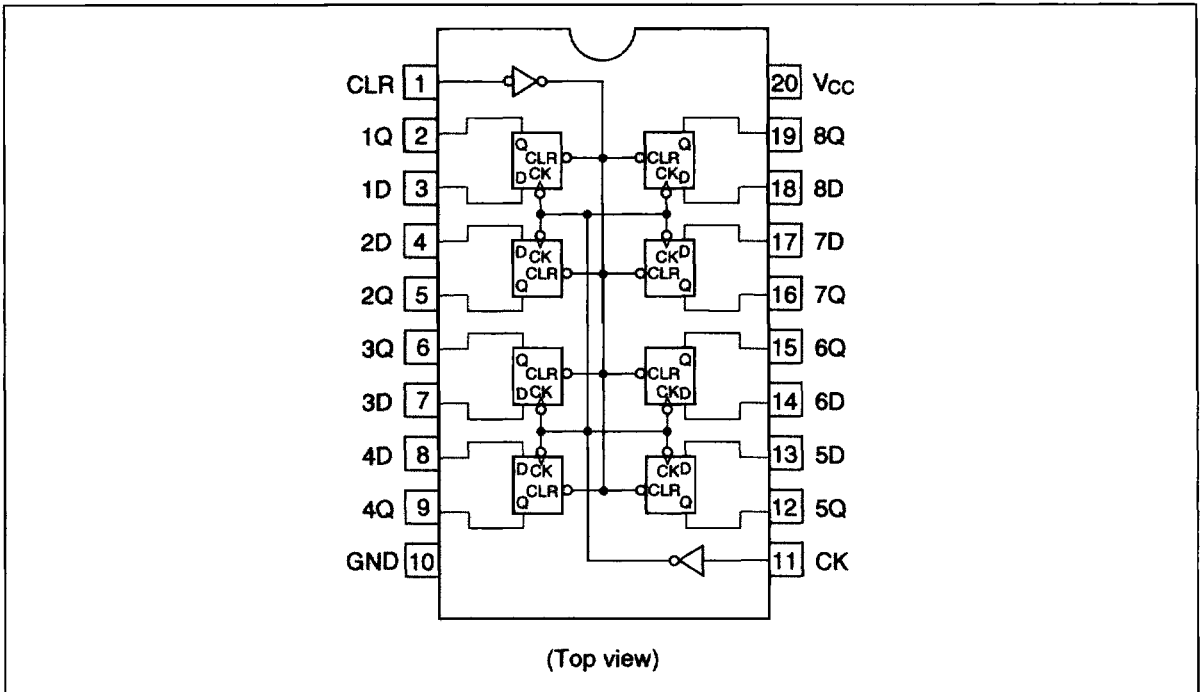 CLR 1
1Q 2
1D 3
2D 4
2Q 5
3Q 6
3D 7
4D 8
4Q 9
GND 10
20 VCC
19 8Q
18 8D
17 7D
16 7Q
15 6Q
14 6D
13 5D
12 5Q
11 CK
Q
CLR
D CK
Q
CLR
CK D
D CK
CLR
Q
CK D
CLR
Q
Q
CLR
D CK
Q
CLR
CK D
D CK
CLR
Q
CK D
CLR
Q
(Top view)